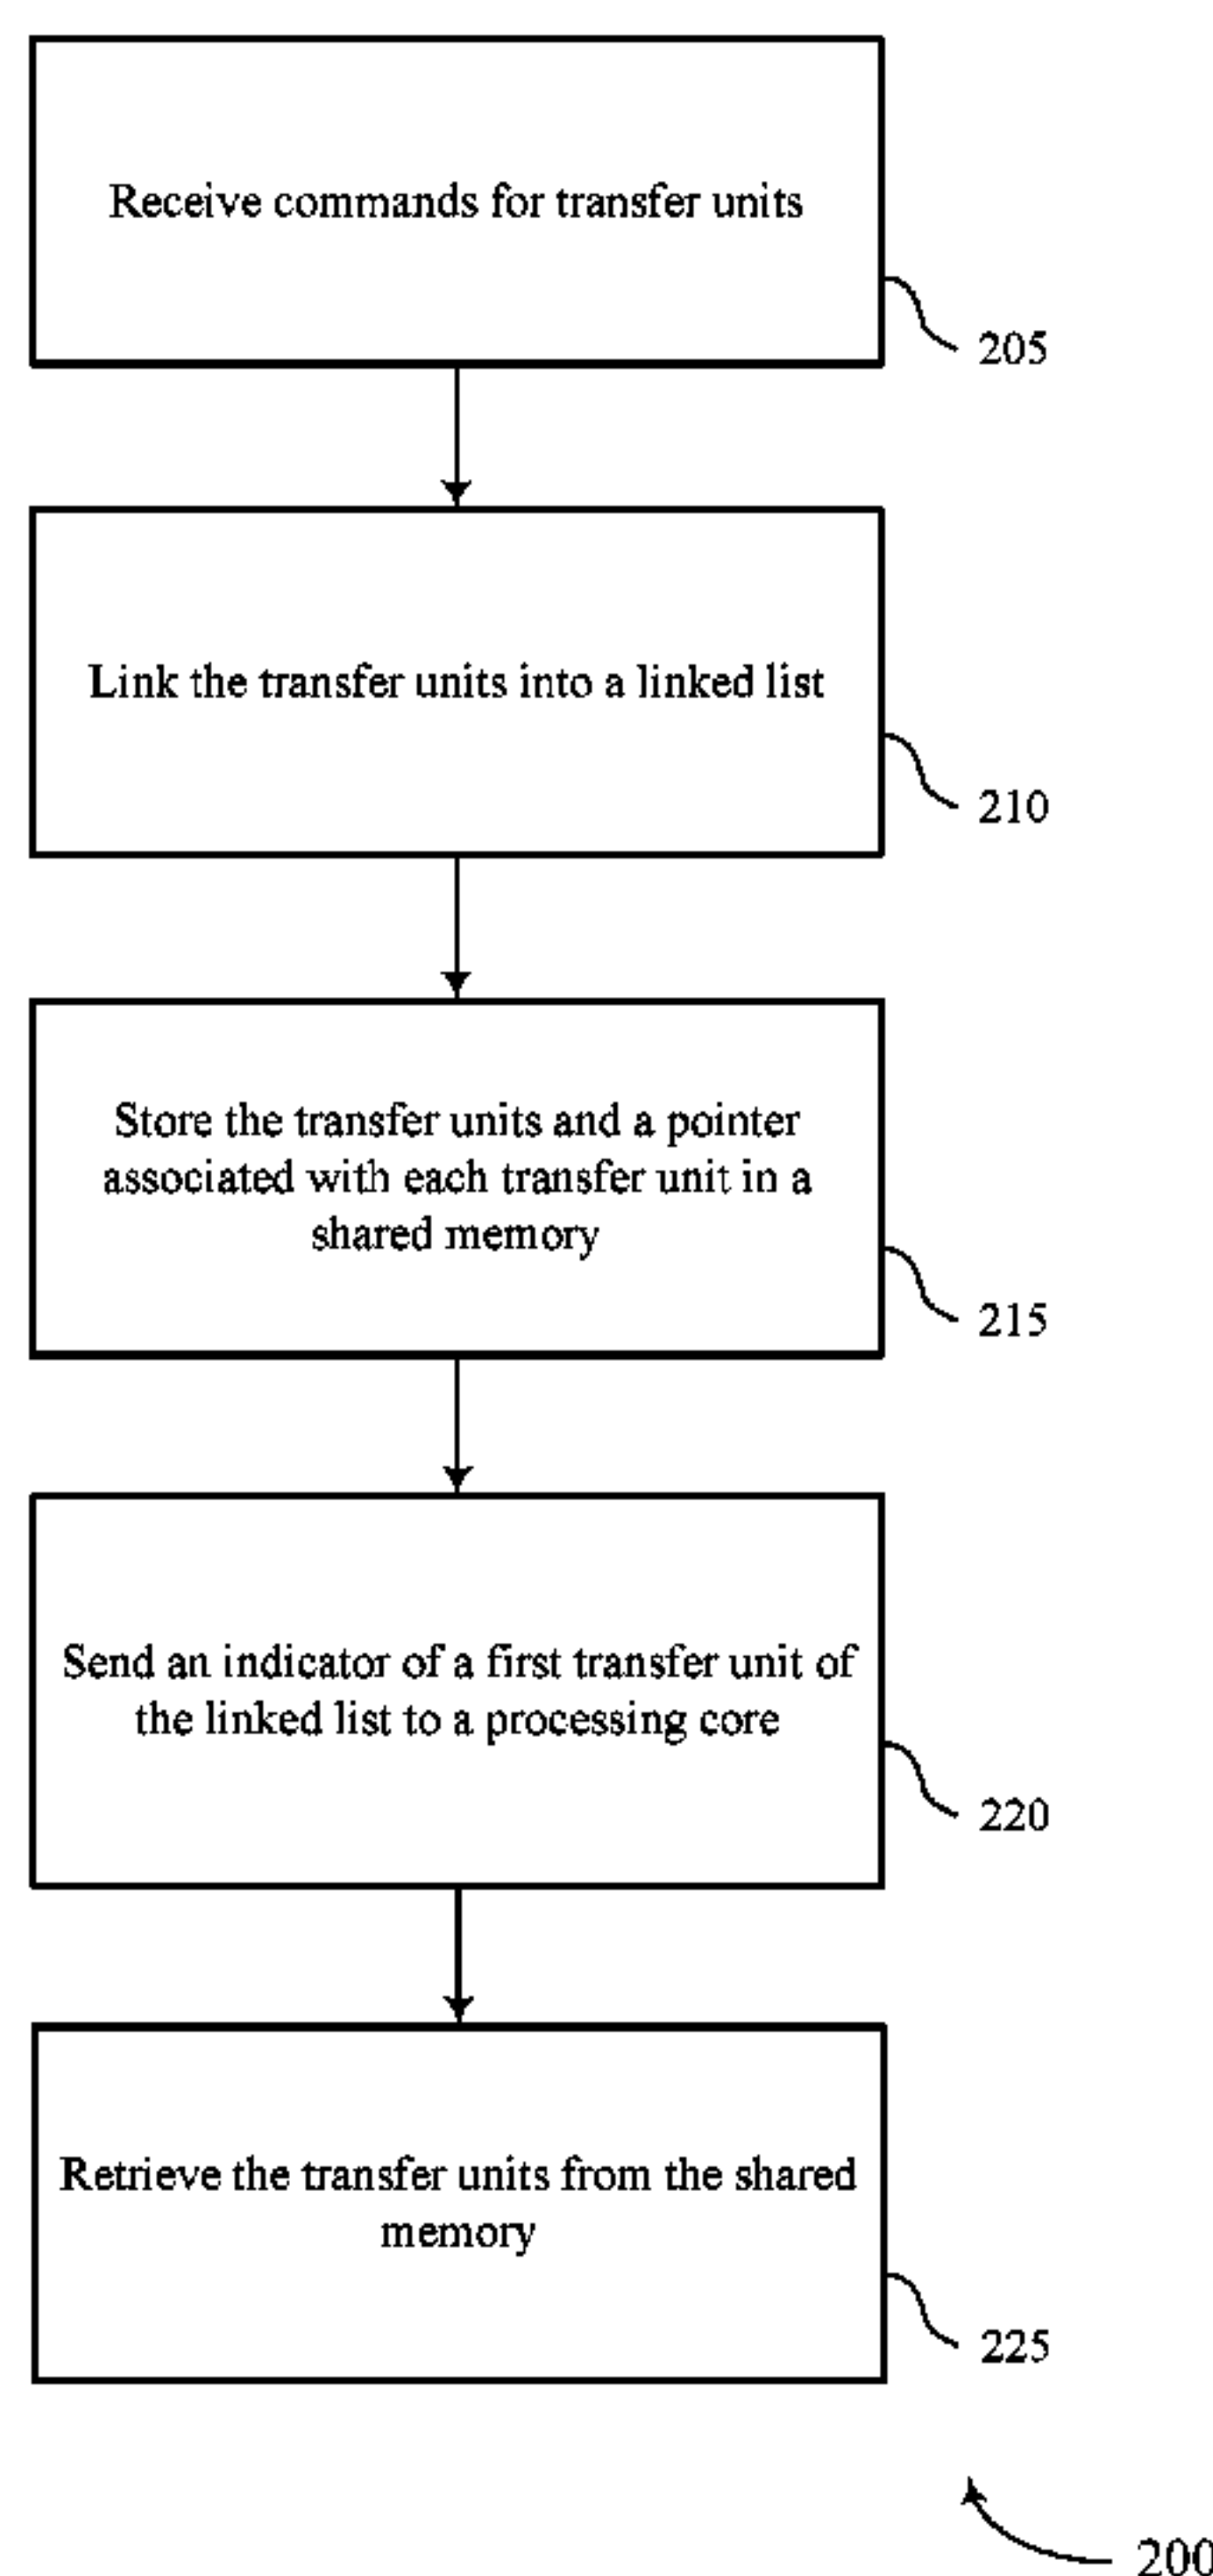 Receive commands for transfer units
205
Link the transfer units into a linked list
210
Store the transfer units and a pointer
associated with each transfer unit in a
shared memory
215
Send an indicator of a first transfer unit of
the linked list to a processing core
220
Retrieve the transfer units from the shared
memory
225
200